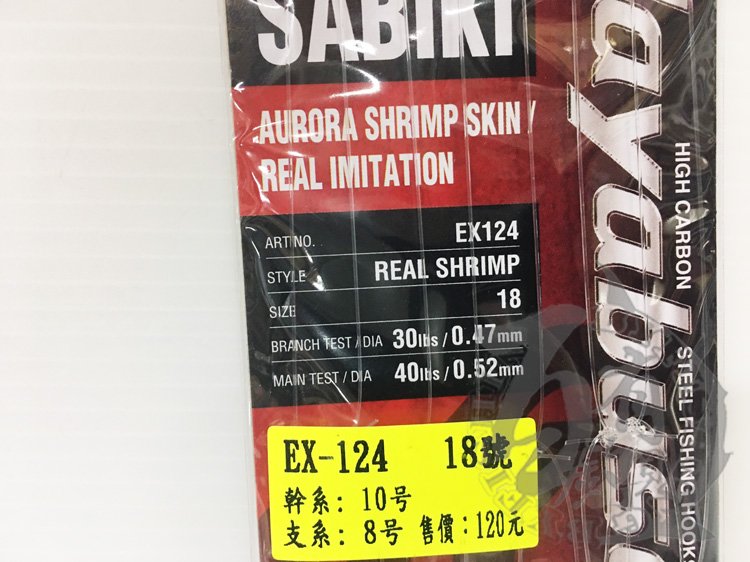 SABIKI
AURORA SHRIMP SKIN /
REAL IMITATION
ART NO. EX124
STYLE REAL SHRIMP
SIZE 18
BRANCH TEST / DIA 30lbs / 0.47mm
MAIN TEST / DIA 40lbs / 0.52mm
Hayabusa
HIGH CARBON STEEL FISHING HOOKS
EX-124 18號
幹系: 10号
支系: 8号 售價:120元